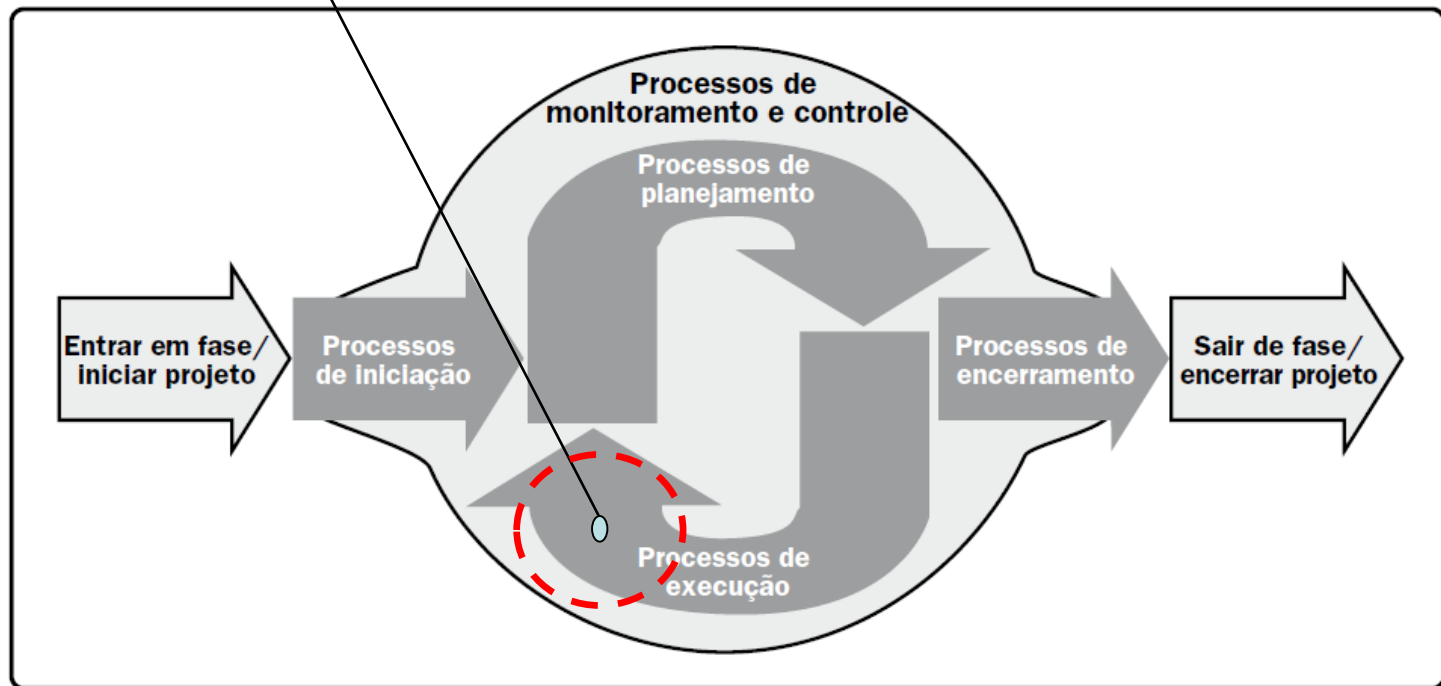 Processos de
monitoramento e controle
Processos de
planejamento
Entrar em fase/
iniciar projeto
Processos
de iniciação
Processos de
encerramento
Sair de fase/
encerrar projeto
Processos de
execução